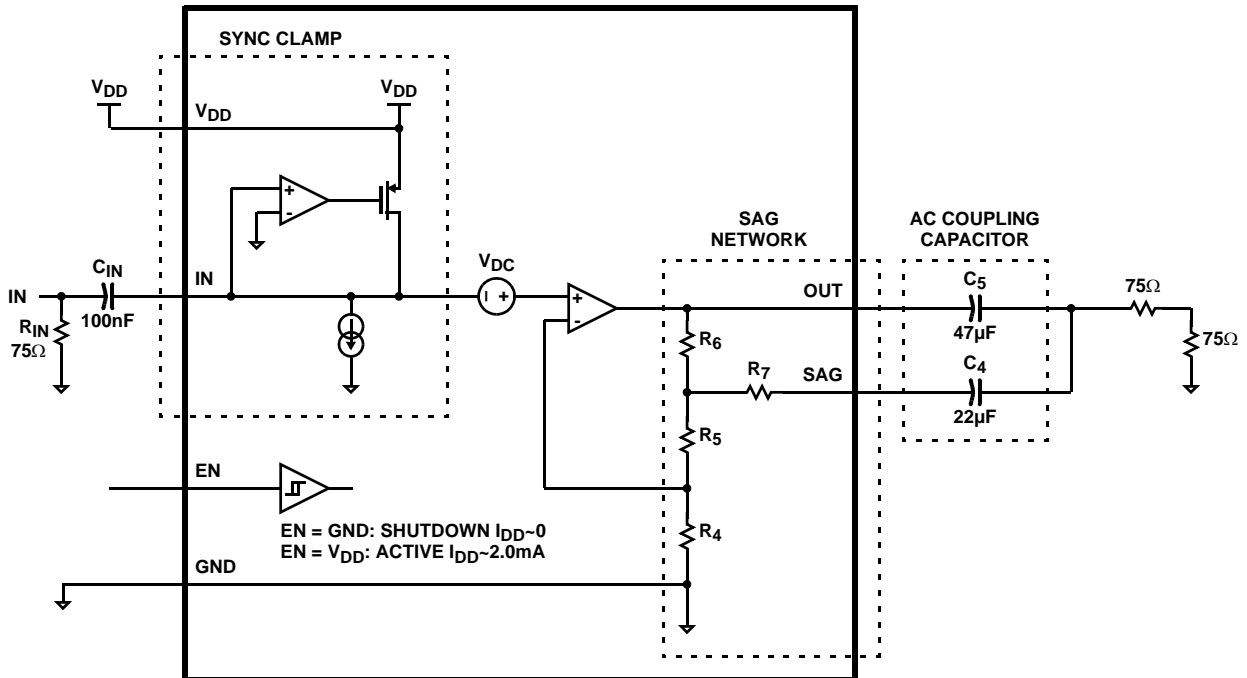 SYNC CLAMP
VDD
VDD
VDD
+
-
SAG
NETWORK
AC COUPLING
CAPACITOR
CIN
IN
VDC
IN
100nF
RIN
75Ω
- +
+
-
OUT
C5
47µF
75Ω
75Ω
R6
R7
SAG
C4
22µF
R5
EN
R4
EN = GND: SHUTDOWN IDD~0
EN = VDD: ACTIVE IDD~2.0mA
GND